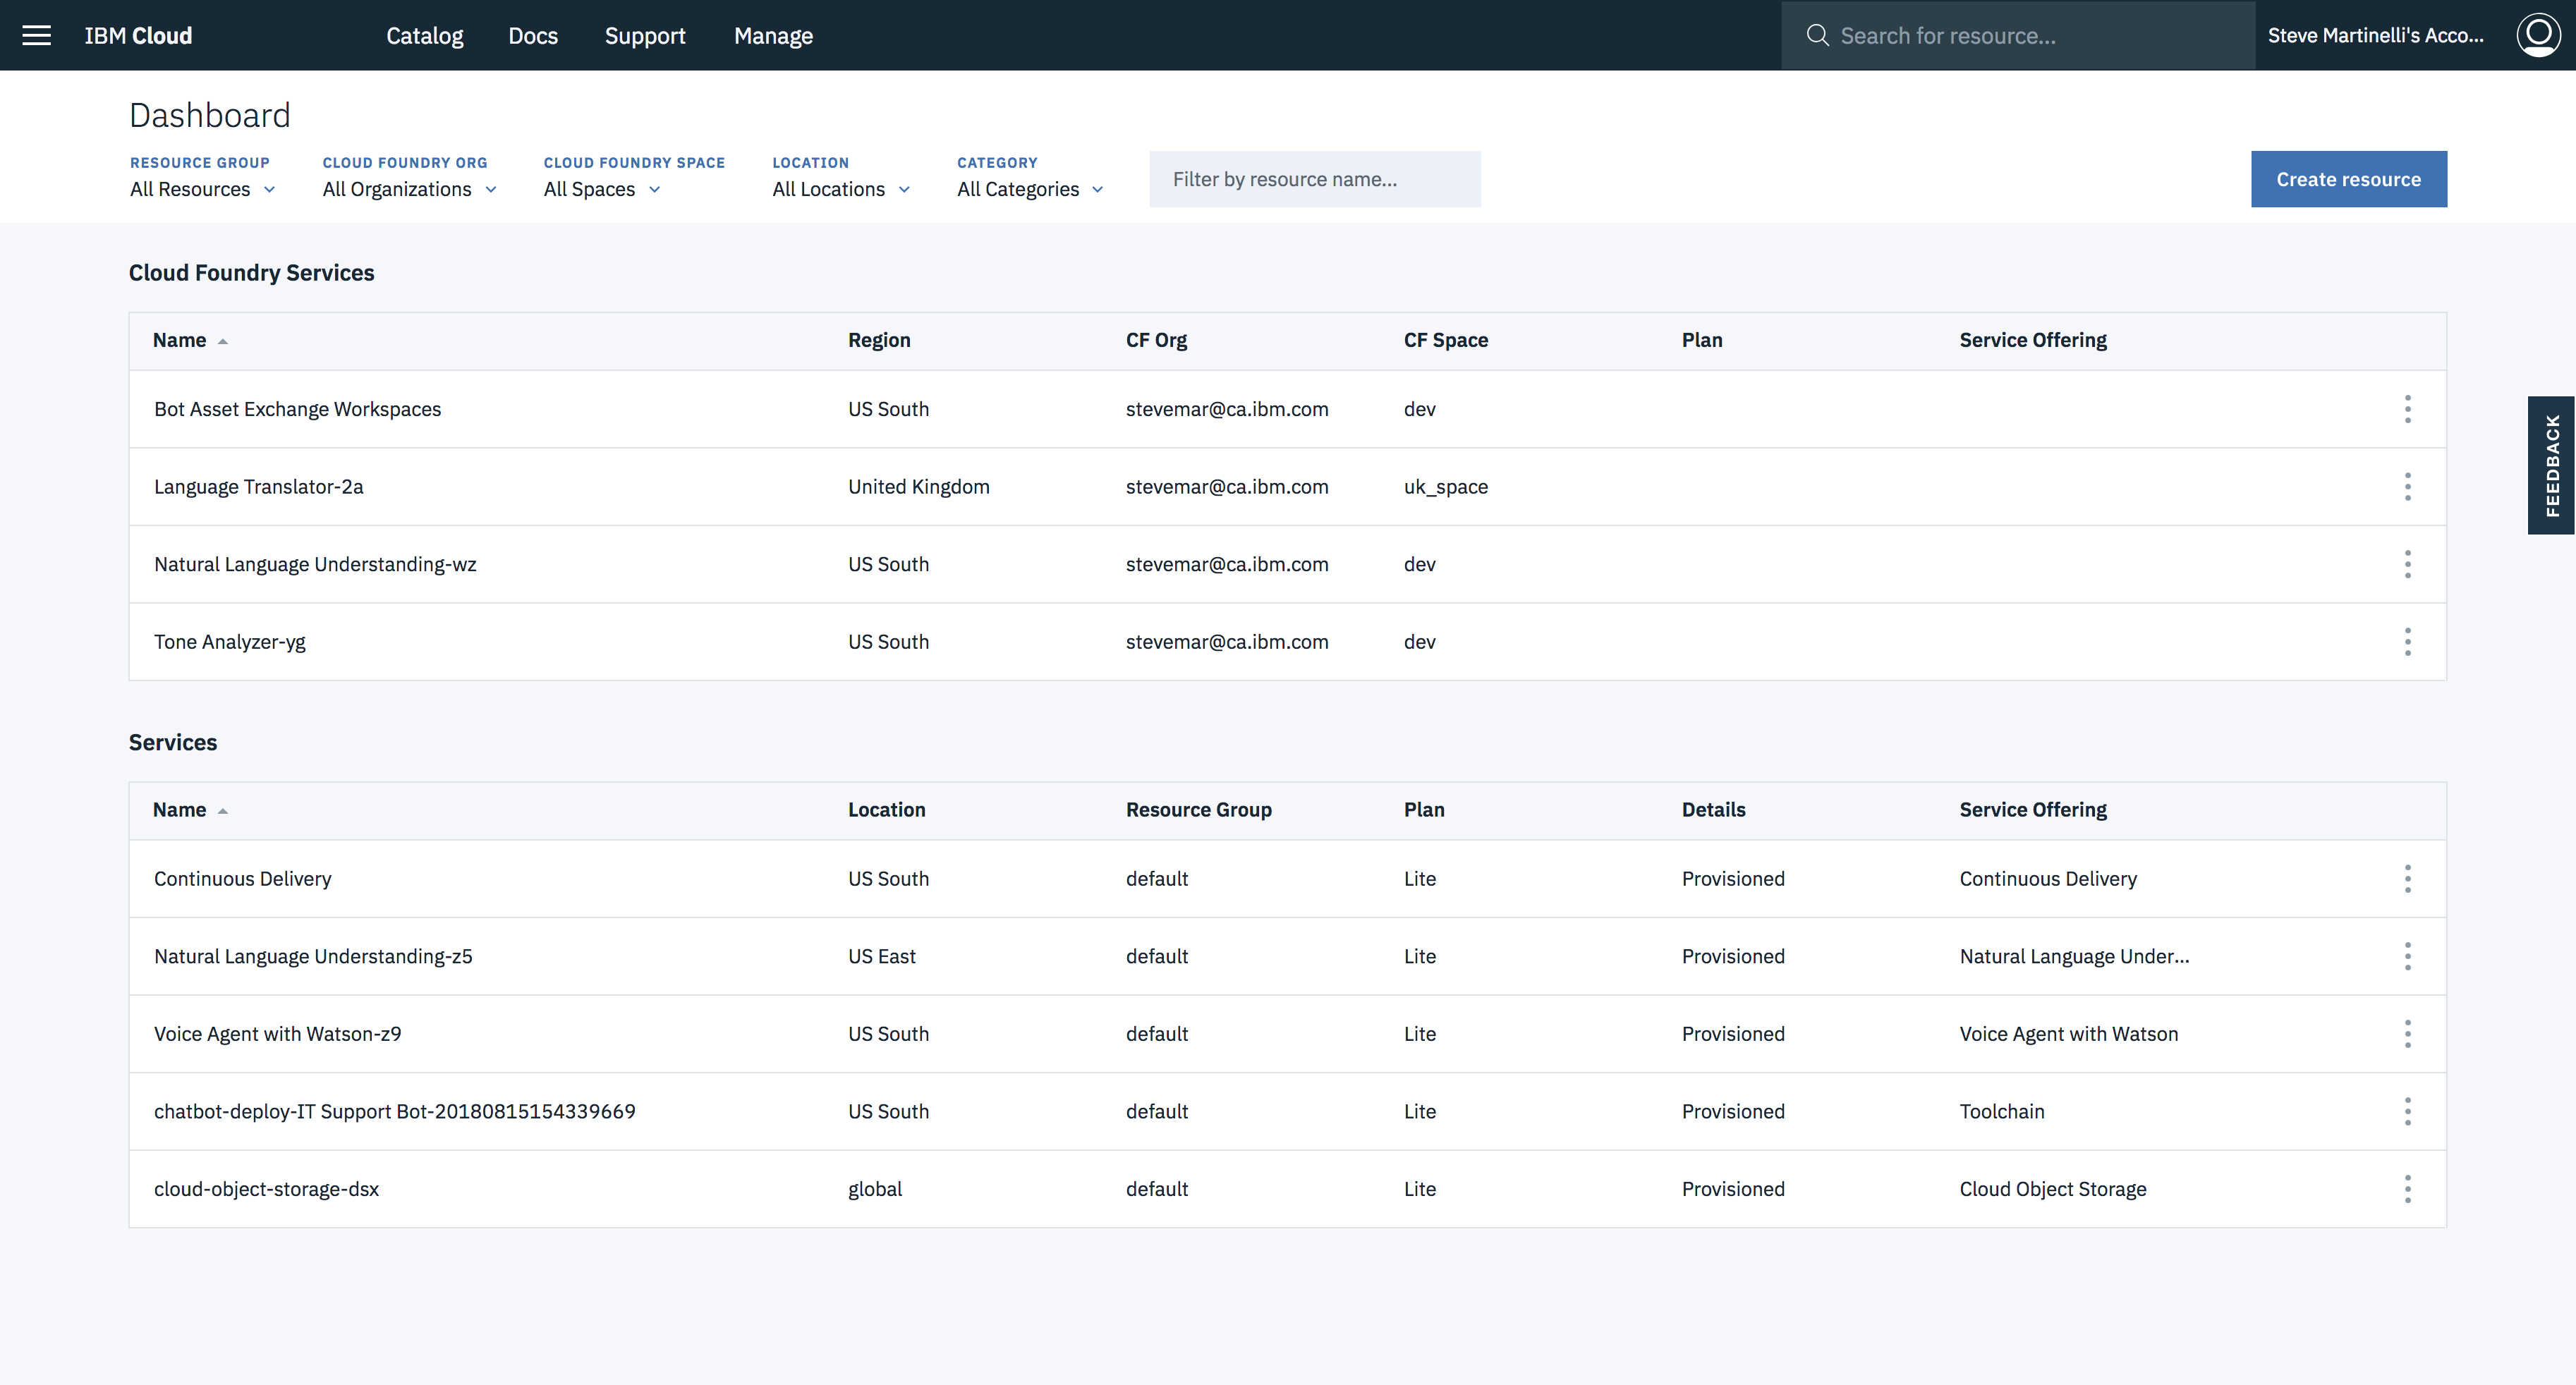 IBM Cloud Catalog Docs Support Manage Search for resource... Steve Martinelli's Acco...
Dashboard
RESOURCE GROUP CLOUD FOUNDRY ORG CLOUD FOUNDRY SPACE LOCATION CATEGORY
All Resources All Organizations All Spaces All Locations All Categories Filter by resource name... Create resource
Cloud Foundry Services
Name Region CF Org CF Space Plan Service Offering
Bot Asset Exchange Workspaces US South stevemar@ca.ibm.com dev
Language Translator-2a United Kingdom stevemar@ca.ibm.com uk_space
FEEDBACK
Natural Language Understanding-wz US South stevemar@ca.ibm.com dev
Tone Analyzer-yg US South stevemar@ca.ibm.com dev
Services
Name Location Resource Group Plan Details Service Offering
Continuous Delivery US South default Lite Provisioned Continuous Delivery
Natural Language Understanding-z5 US East default Lite Provisioned Natural Language Under...
Voice Agent with Watson-z9 US South default Lite Provisioned Voice Agent with Watson
chatbot-deploy-IT Support Bot-20180815154339669 US South default Lite Provisioned Toolchain
cloud-object-storage-dsx global default Lite Provisioned Cloud Object Storage